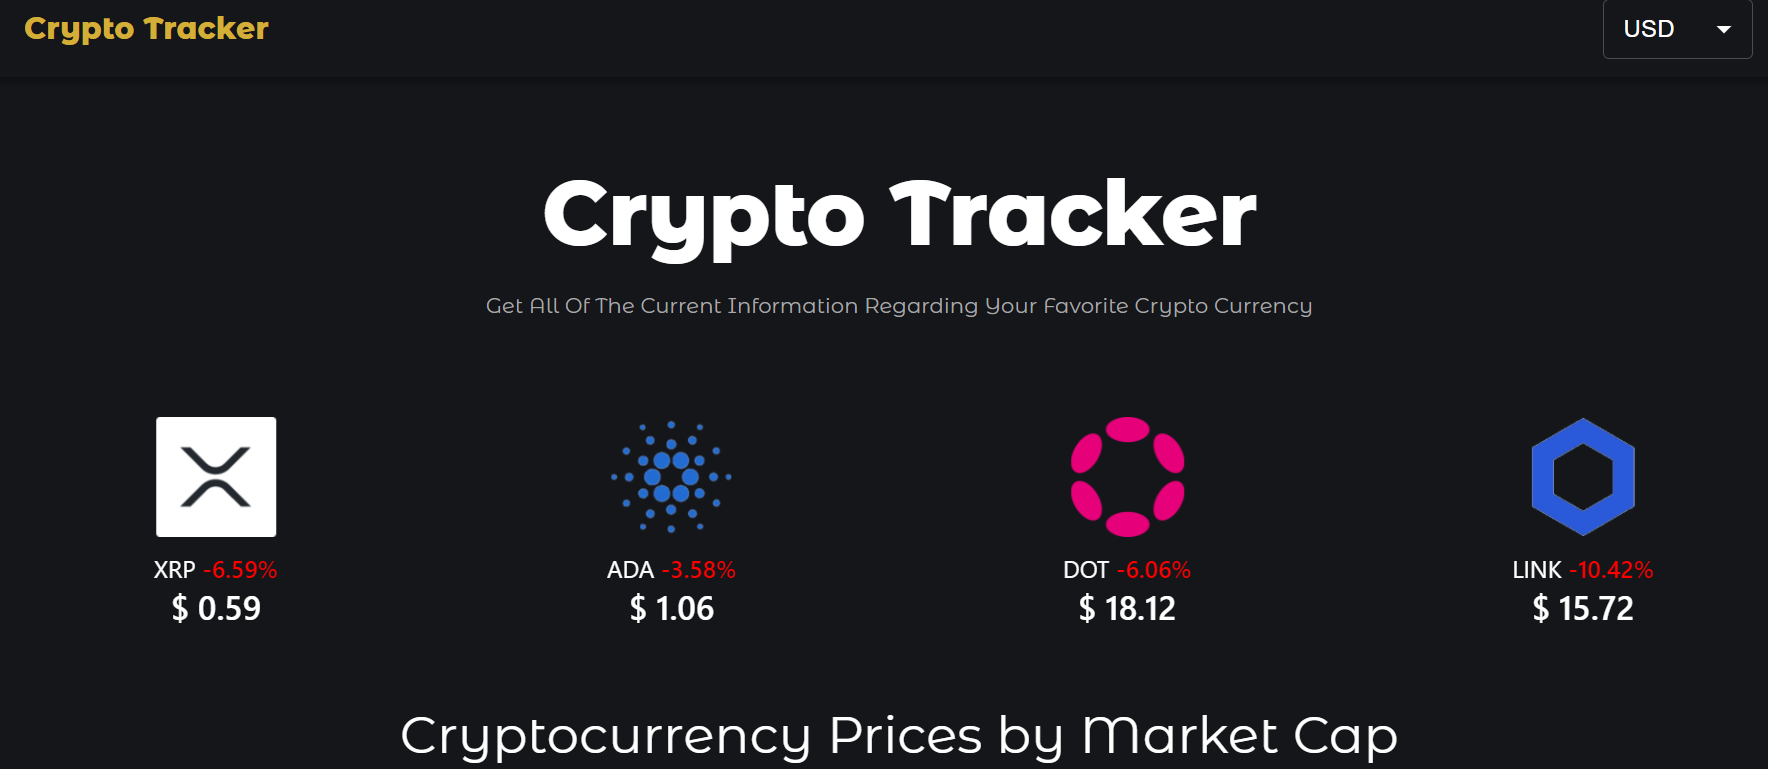 Crypto Tracker
USD
Crypto Tracker
Get All Of The Current Information Regarding Your Favorite Crypto Currency
XRP -6.59%
$ 0.59
ADA -3.58%
$ 1.06
DOT -6.06%
$ 18.12
LINK -10.42%
$ 15.72
Cryptocurrency Prices by Market Cap